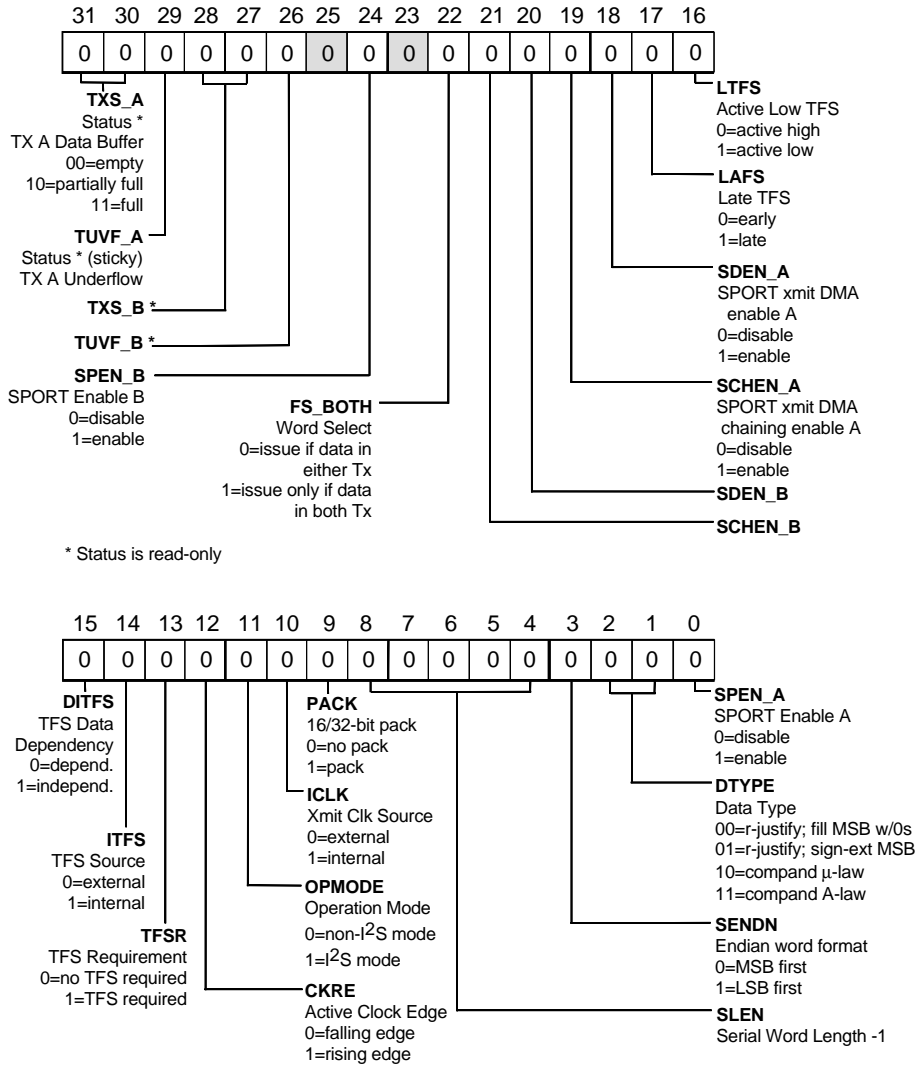 31 30 29 28 27 26 25 24 23 22 21 20 19 18 17 16
0 0 0 0 0 0 0 0 0 0 0 0 0 0 0 0
TXS_A
Status *
TX A Data Buffer
00=empty
10=partially full
11=full
TUVF_A
Status * (sticky)
TX A Underflow
TXS_B *
TUVF_B *
SPEN_B
SPORT Enable B
0=disable
1=enable
FS_BOTH
Word Select
0=issue if data in
either Tx
1=issue only if data
in both Tx
LTFS
Active Low TFS
0=active high
1=active low
LAFS
Late TFS
0=early
1=late
SDEN_A
SPORT xmit DMA
enable A
0=disable
1=enable
SCHEN_A
SPORT xmit DMA
chaining enable A
0=disable
1=enable
SDEN_B
SCHEN_B
* Status is read-only
15 14 13 12 11 10 9 8 7 6 5 4 3 2 1 0
0 0 0 0 0 0 0 0 0 0 0 0 0 0 0 0
DITFS
TFS Data
Dependency
0=depend.
1=independ.
ITFS
TFS Source
0=external
1=internal
TFSR
TFS Requirement
0=no TFS required
1=TFS required
PACK
16/32-bit pack
0=no pack
1=pack
ICLK
Xmit Clk Source
0=external
1=internal
OPMODE
Operation Mode
0=non-I2S mode
1=I2S mode
CKRE
Active Clock Edge
0=falling edge
1=rising edge
SPEN_A
SPORT Enable A
0=disable
1=enable
DTYPE
Data Type
00=r-justify; fill MSB w/0s
01=r-justify; sign-ext MSB
10=compand µ-law
11=compand A-law
SENDN
Endian word format
0=MSB first
1=LSB first
SLEN
Serial Word Length -1